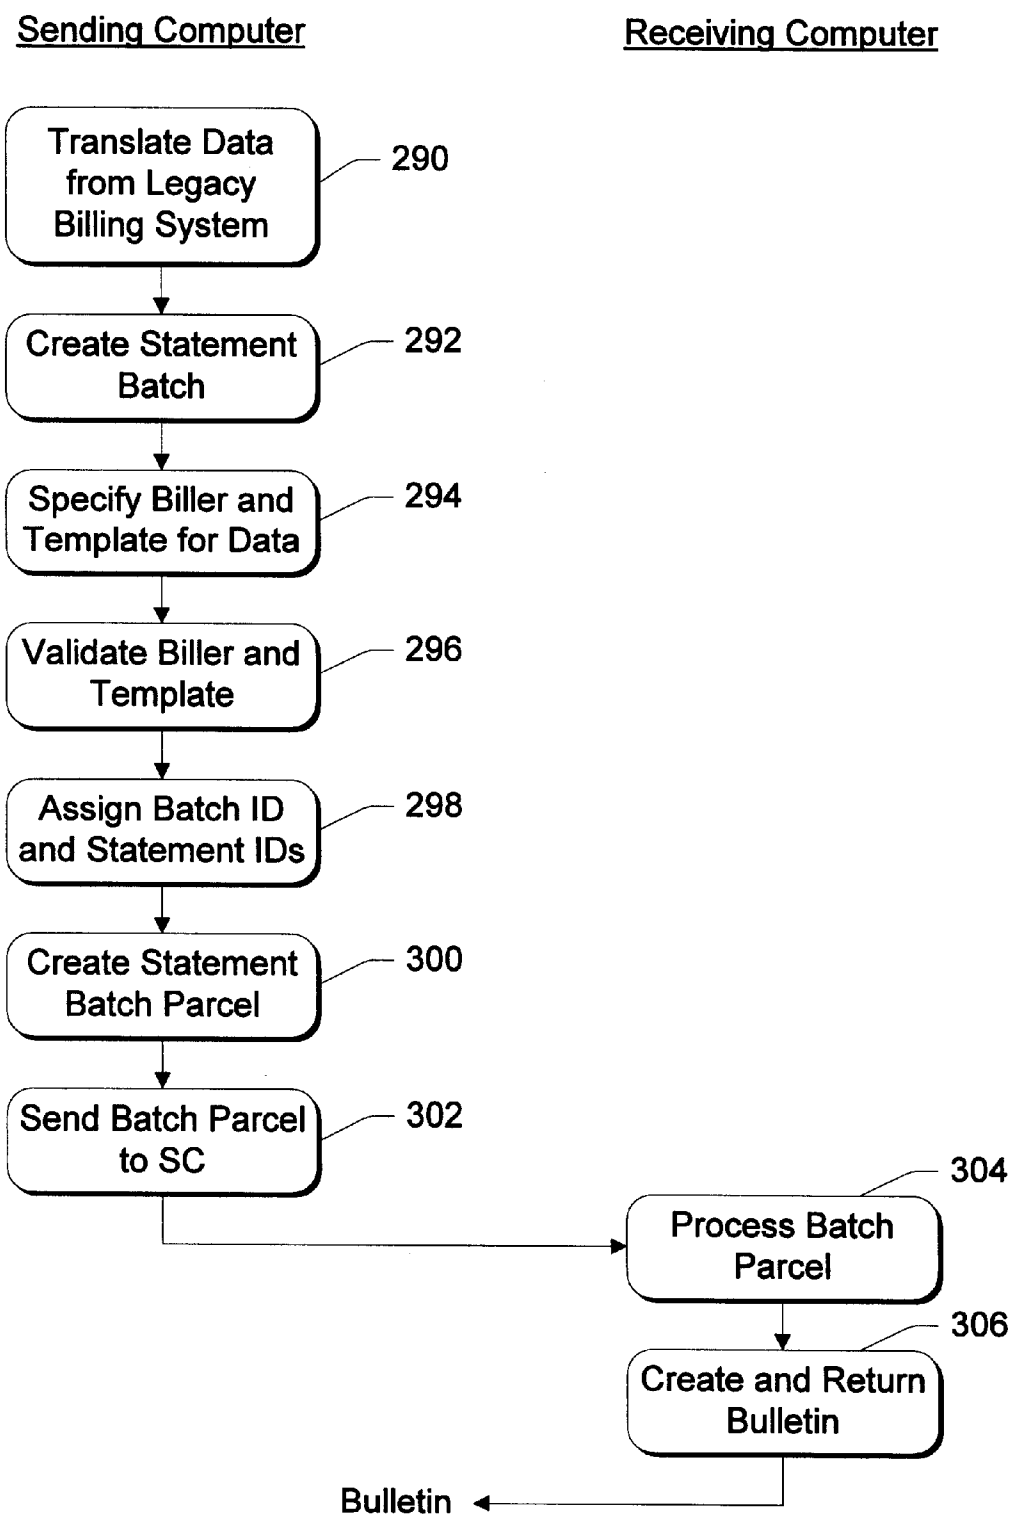 Sending Computer
Receiving Computer
Translate Data
from Legacy
Billing System
290
Create Statement
Batch
292
Specify Biller and
Template for Data
294
Validate Biller and
Template
296
Assign Batch ID
and Statement IDs
298
Create Statement
Batch Parcel
300
Send Batch Parcel
to SC
302
304
Process Batch
Parcel
306
Create and Return
Bulletin
Bulletin